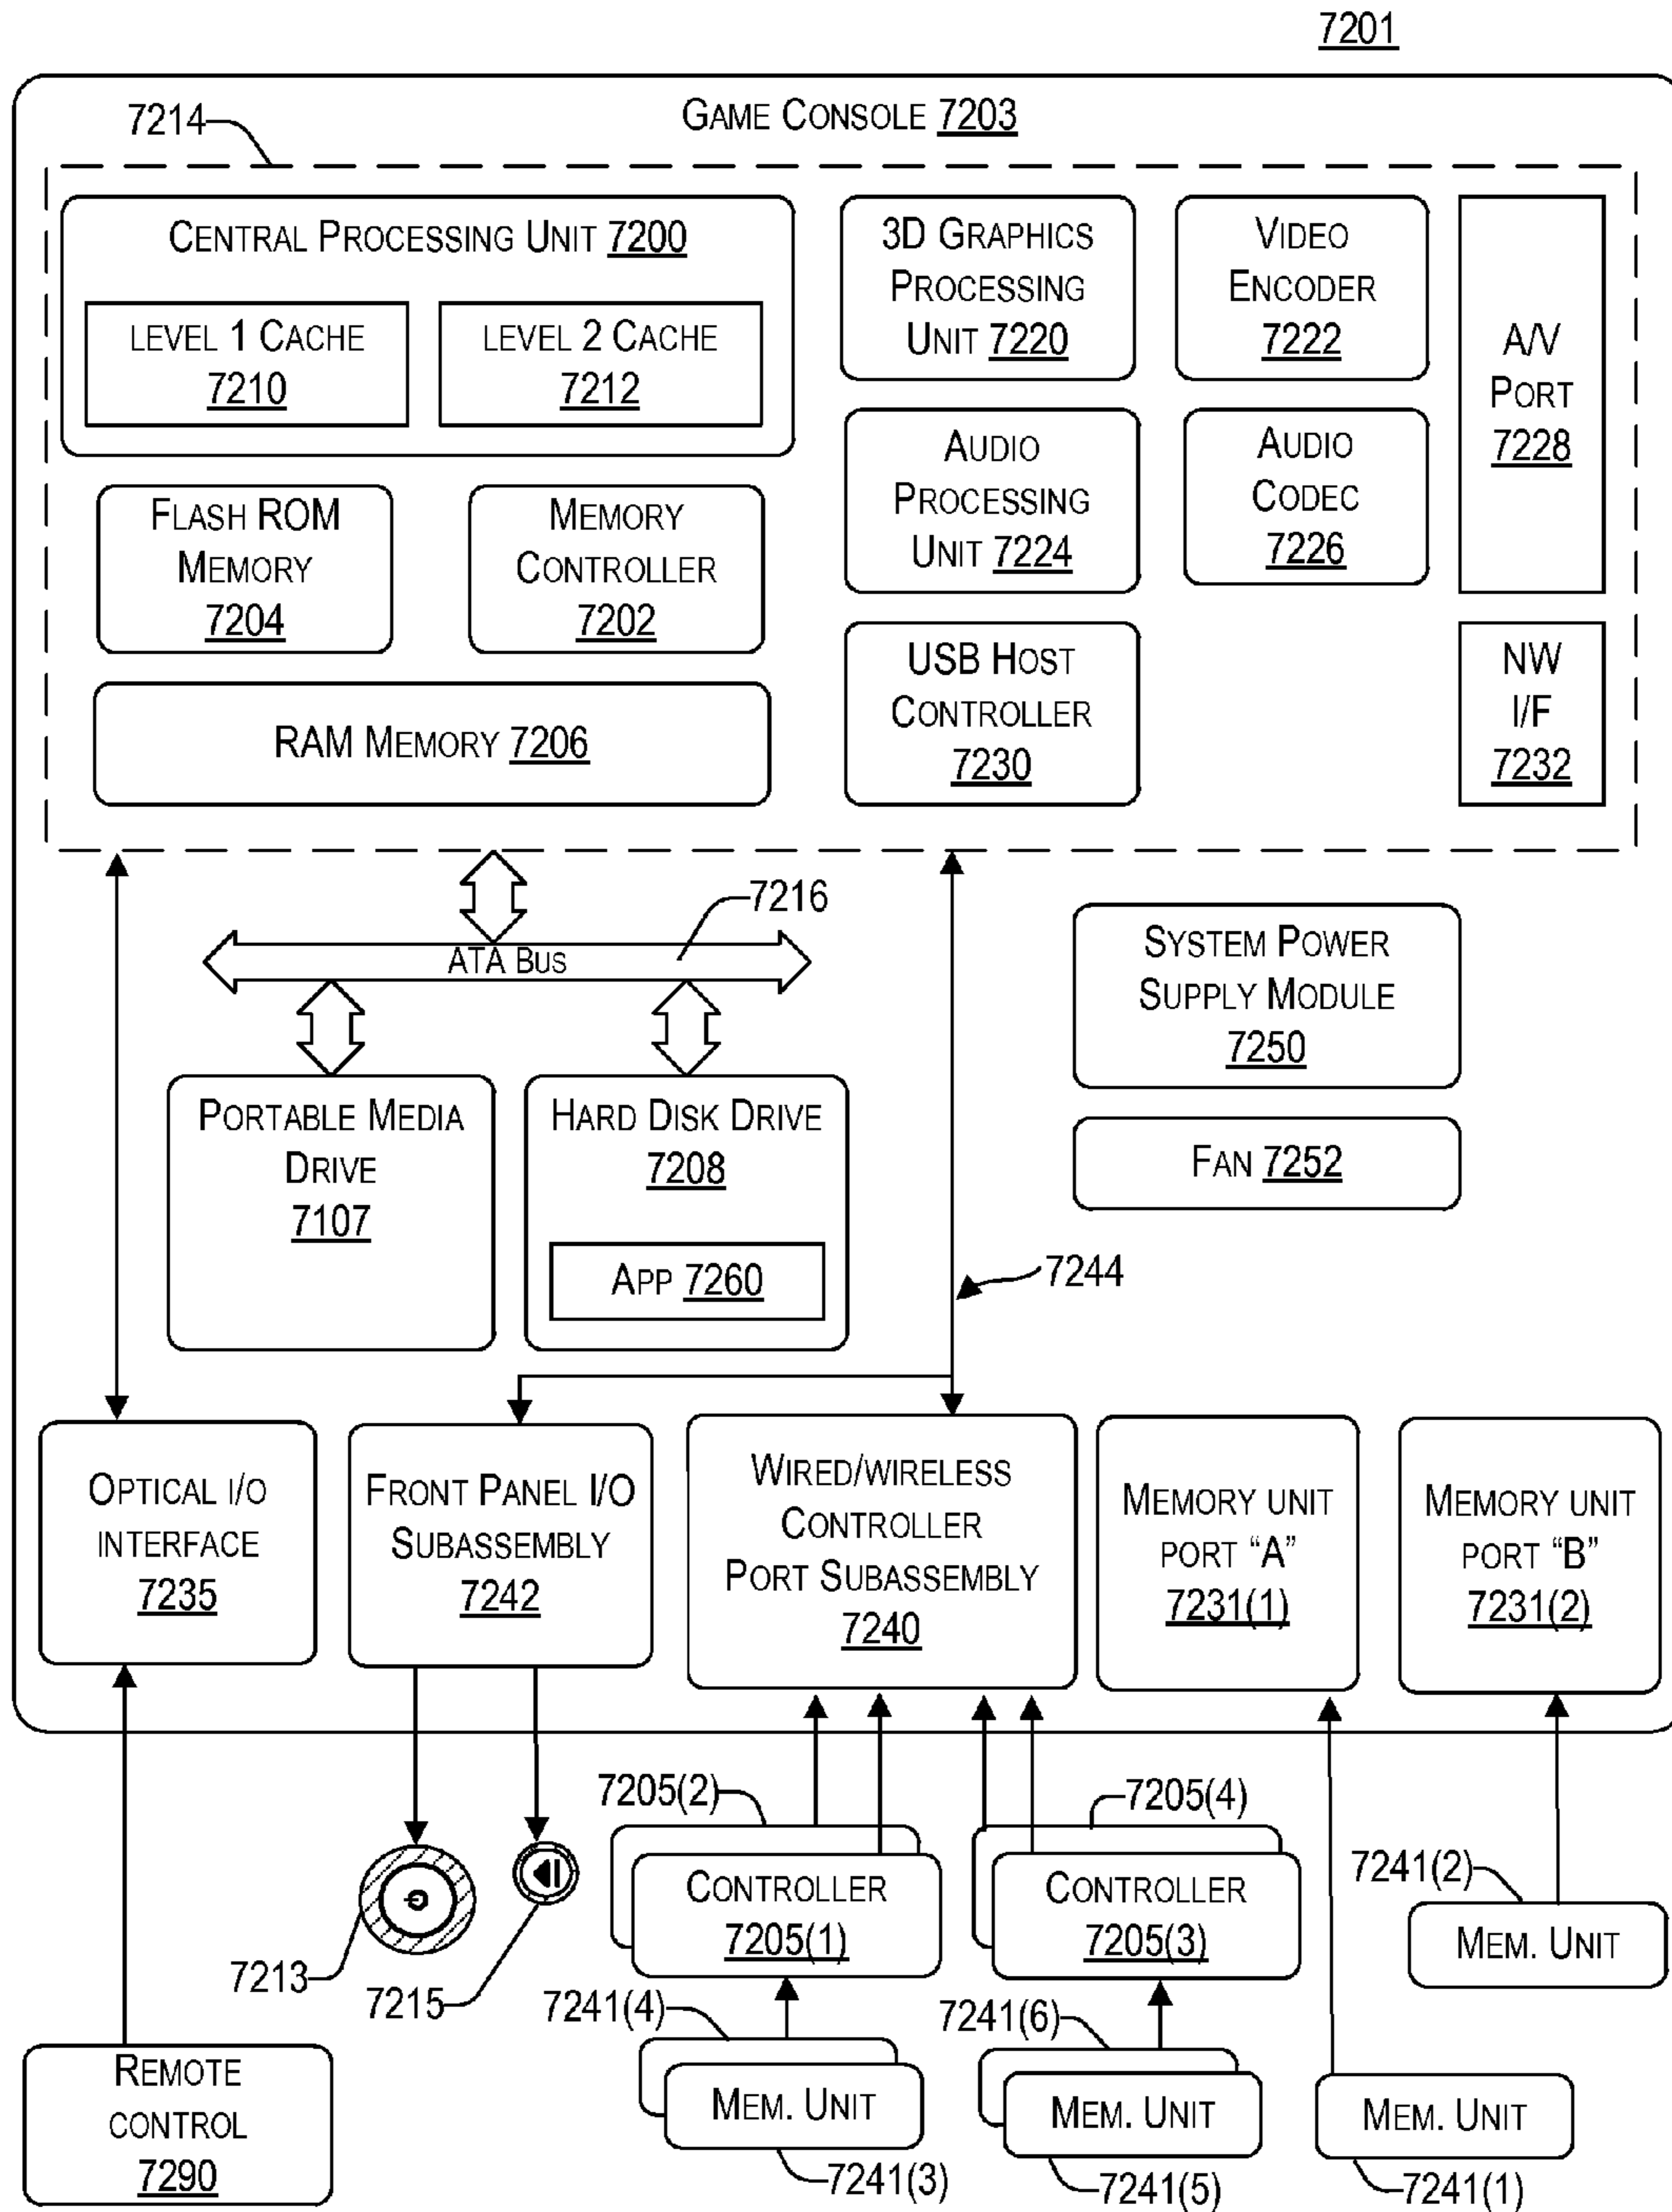 7201
GAME CONSOLE 7203
7214
CENTRAL PROCESSING UNIT 7200
LEVEL 1 CACHE
7210
LEVEL 2 CACHE
7212
3D GRAPHICS
PROCESSING
UNIT 7220
VIDEO
ENCODER
7222
A/V
PORT
7228
FLASH ROM
MEMORY
7204
MEMORY
CONTROLLER
7202
AUDIO
PROCESSING
UNIT 7224
AUDIO
CODEC
7226
RAM MEMORY 7206
USB HOST
CONTROLLER
7230
NW
I/F
7232
7216
ATA BUS
SYSTEM POWER
SUPPLY MODULE
7250
PORTABLE MEDIA
DRIVE
7107
HARD DISK DRIVE
7208
APP 7260
FAN 7252
7244
OPTICAL I/O
INTERFACE
7235
FRONT PANEL I/O
SUBASSEMBLY
7242
WIRED/WIRELESS
CONTROLLER
PORT SUBASSEMBLY
7240
MEMORY UNIT
PORT “A”
7231(1)
MEMORY UNIT
PORT “B”
7231(2)
7205(2)
7205(4)
CONTROLLER
7205(1)
CONTROLLER
7205(3)
7241(2)
MEM. UNIT
7213
7215
7241(4)
7241(6)
REMOTE
CONTROL
7290
MEM. UNIT
MEM. UNIT
MEM. UNIT
7241(3)
7241(5)
7241(1)